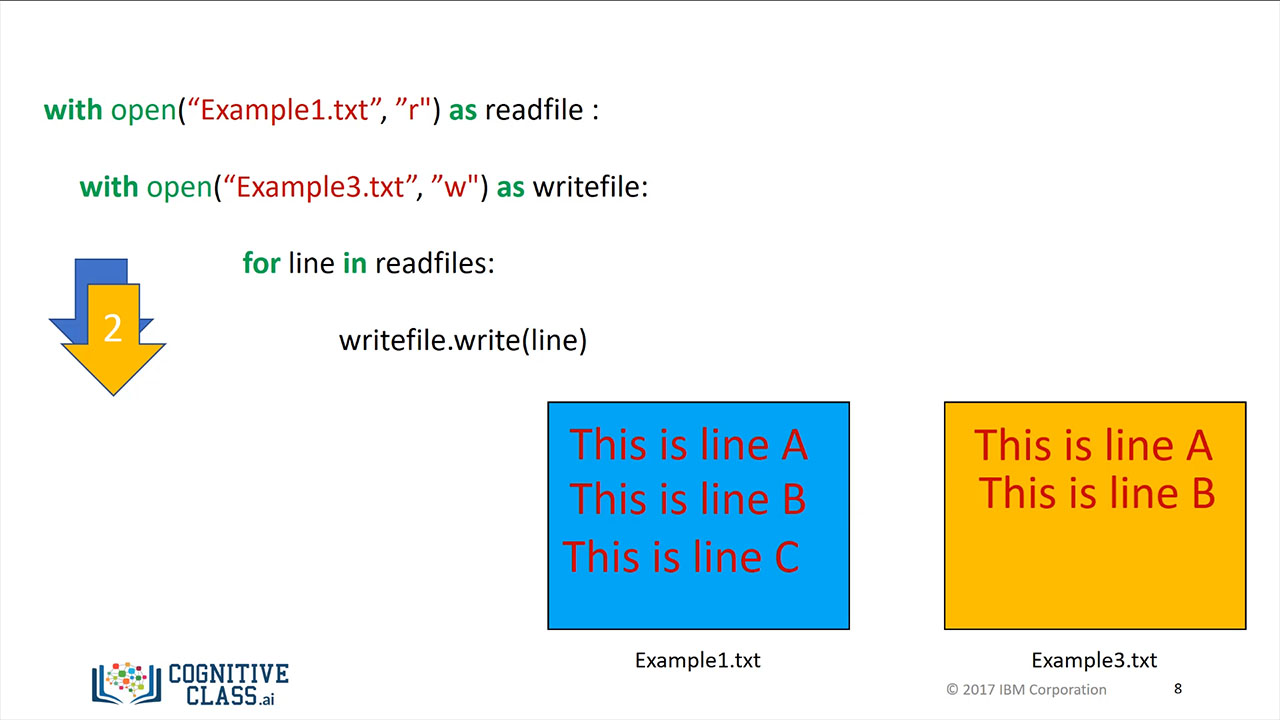 with open(“Example1.txt”, ”r") as readfile :
with open(“Example3.txt”, ”w") as writefile:
for line in readfiles:
2
writefile.write(line)
This is line A
This is line B
This is line C
This is line A
This is line B
Example1.txt
Example3.txt
COGNITIVE
CLASS.ai
© 2017 IBM Corporation
8